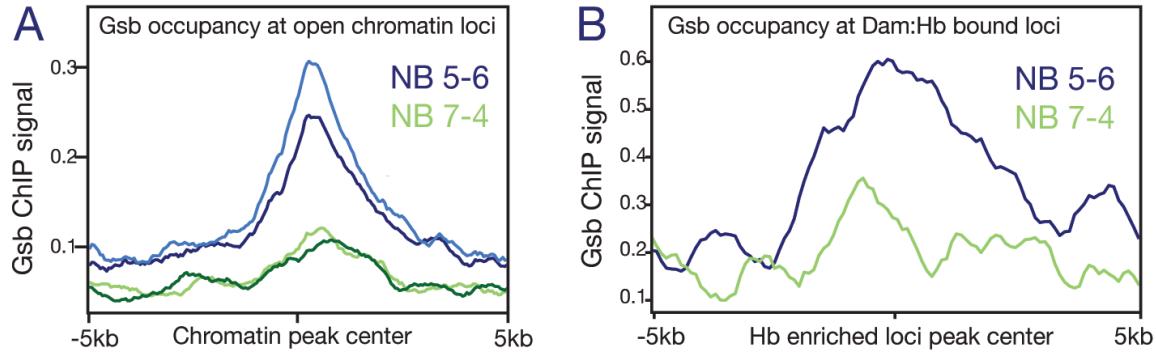 A
Gsb occupancy at open chromatin loci
NB 5-6
NB 7-4
Gsb ChIP signal
0.3
0.2
0.1
-5kb
Chromatin peak center
5kb
B
Gsb occupancy at Dam:Hb bound loci
NB 5-6
NB 7-4
Gsb ChIP signal
0.6
0.5
0.4
0.3
0.2
0.1
-5kb
Hb enriched loci peak center
5kb